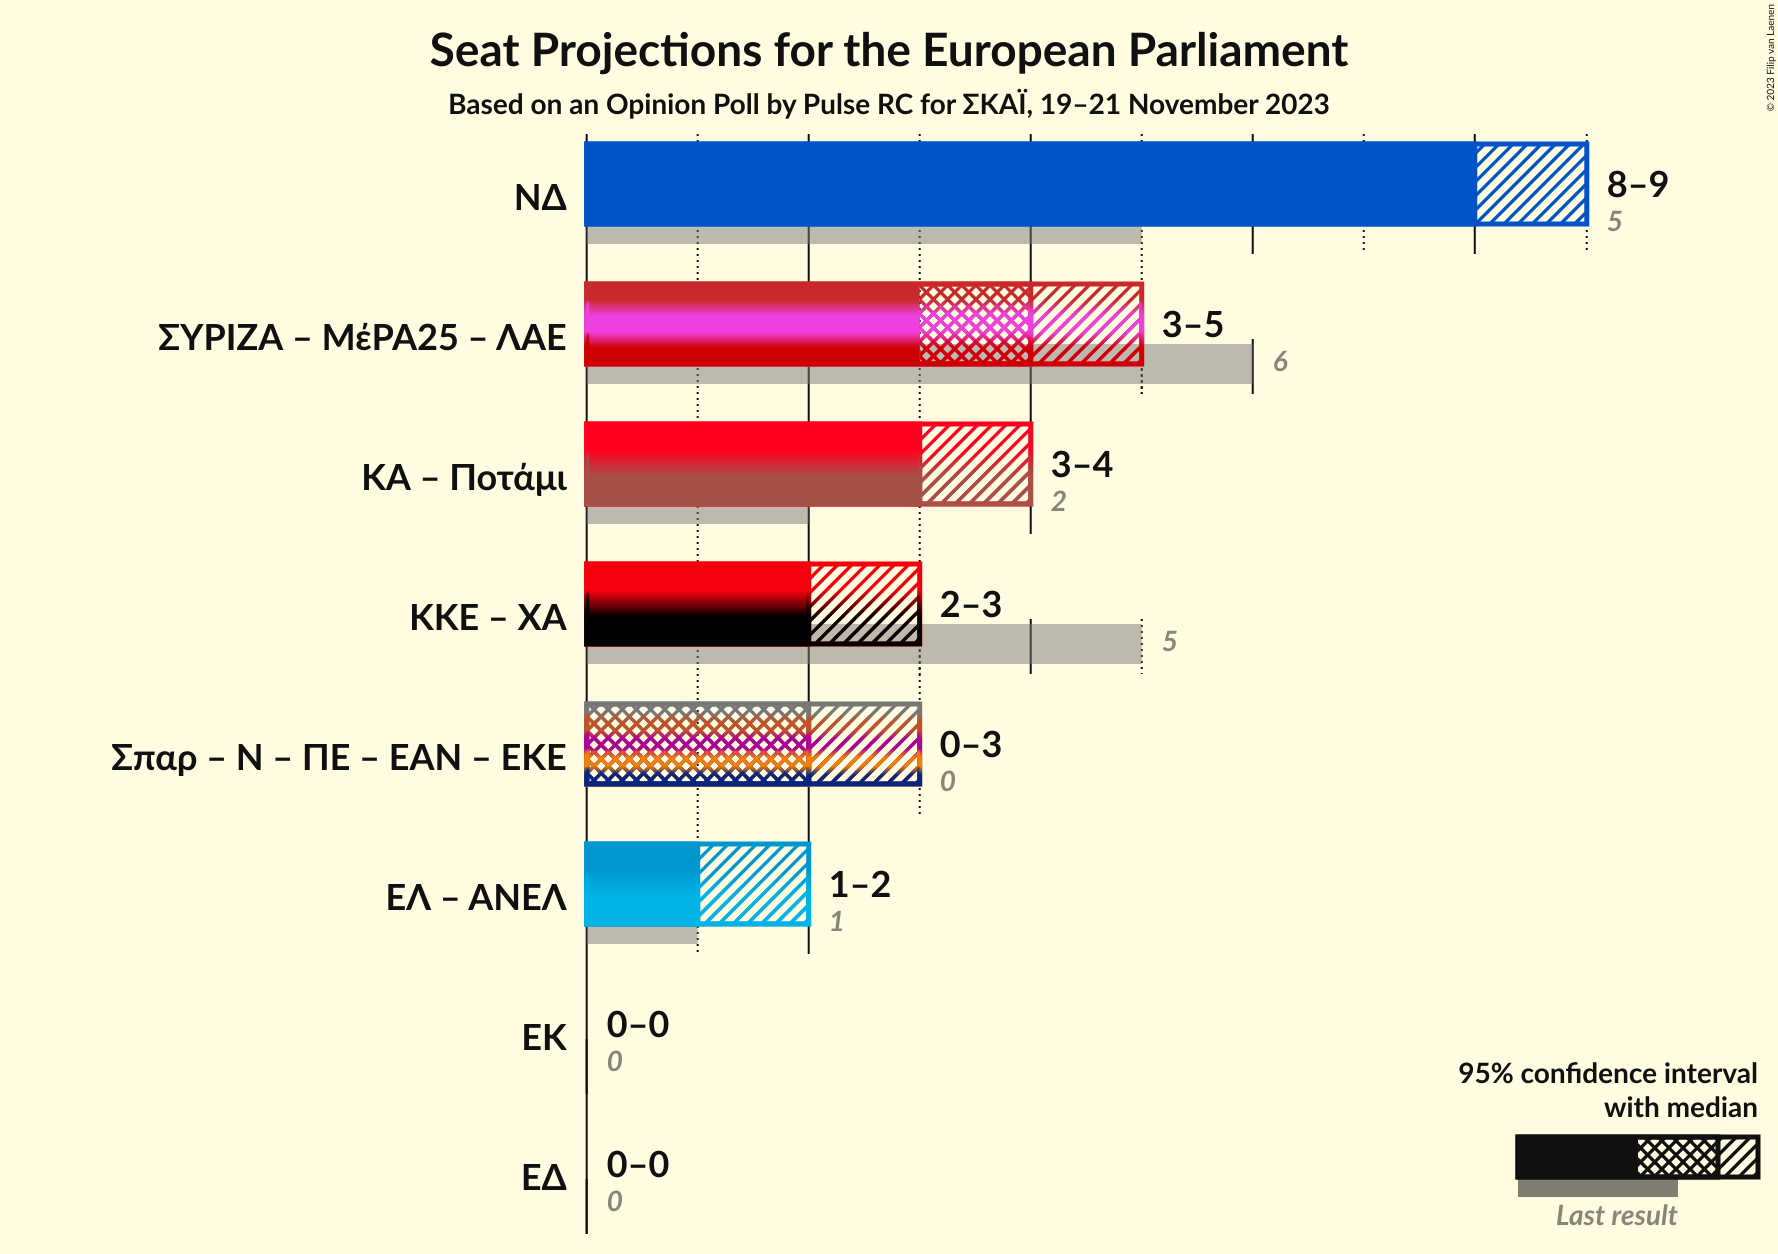 Seat Projections for the European Parliament
Based on an Opinion Poll by Pulse RC for ΣΚΑΪ, 19–21 November 2023
© 2023 Filip van Laenen
ΝΔ
8–9
5
ΣΥΡΙΖΑ – ΜέΡΑ25 – ΛΑΕ
3–5
6
ΚΑ – Ποτάμι
3–4
2
ΚΚΕ – ΧΑ
2–3
5
Σπαρ – Ν – ΠΕ – ΕΑΝ – ΕΚΕ
0–3
0
ΕΛ – ΑΝΕΛ
1–2
1
ΕΚ
0–0
0
ΕΔ
0–0
0
95% confidence interval
with median
Last result